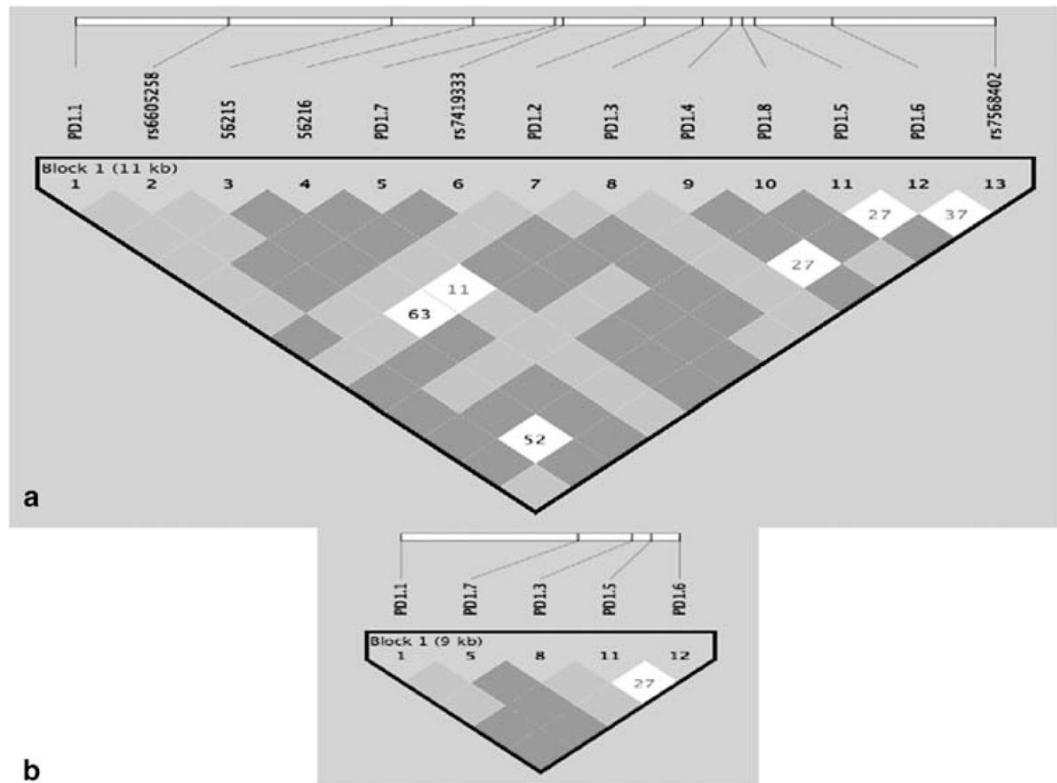 PD1.1 rs6605258 56215 56216 PD1.7 rs7419333 PD1.2 PD1.3 PD1.4 PD1.8 PD1.5 PD1.6 rs7568402
Block 1 (11 kb)
1 2 3 4 5 6 7 8 9 10 11 12 13
27 37
27
11
63
52
a
PD1.1 PD1.7 PD1.3 PD1.5 PD1.6
Block 1 (9 kb)
1 5 8 11 12
27
b